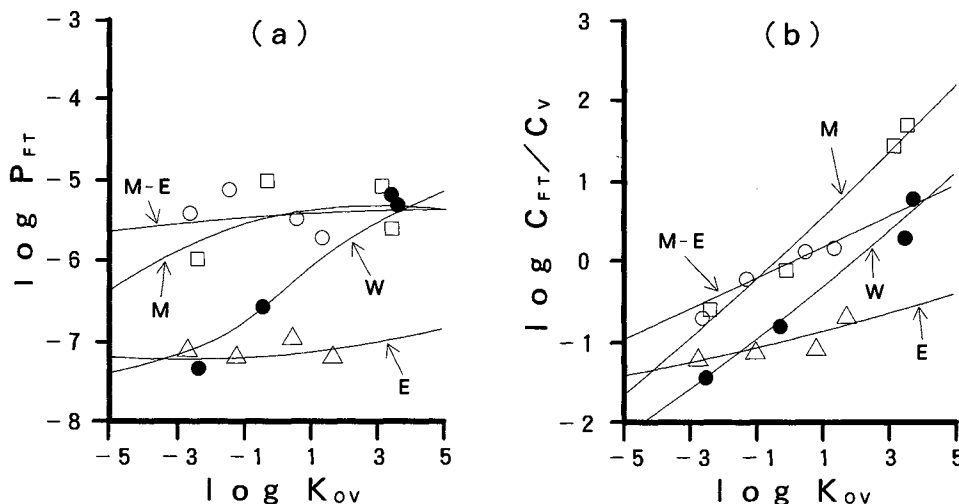 (a)
-3
-4
-5
-6
-7
-8
log P_FT
M-E
M
W
E
-5 -3 -1 1 3 5
log K_ov
(b)
3
2
1
0
-1
-2
log C_FT/C_V
M
M-E
W
E
-5 -3 -1 1 3 5
log K_ov